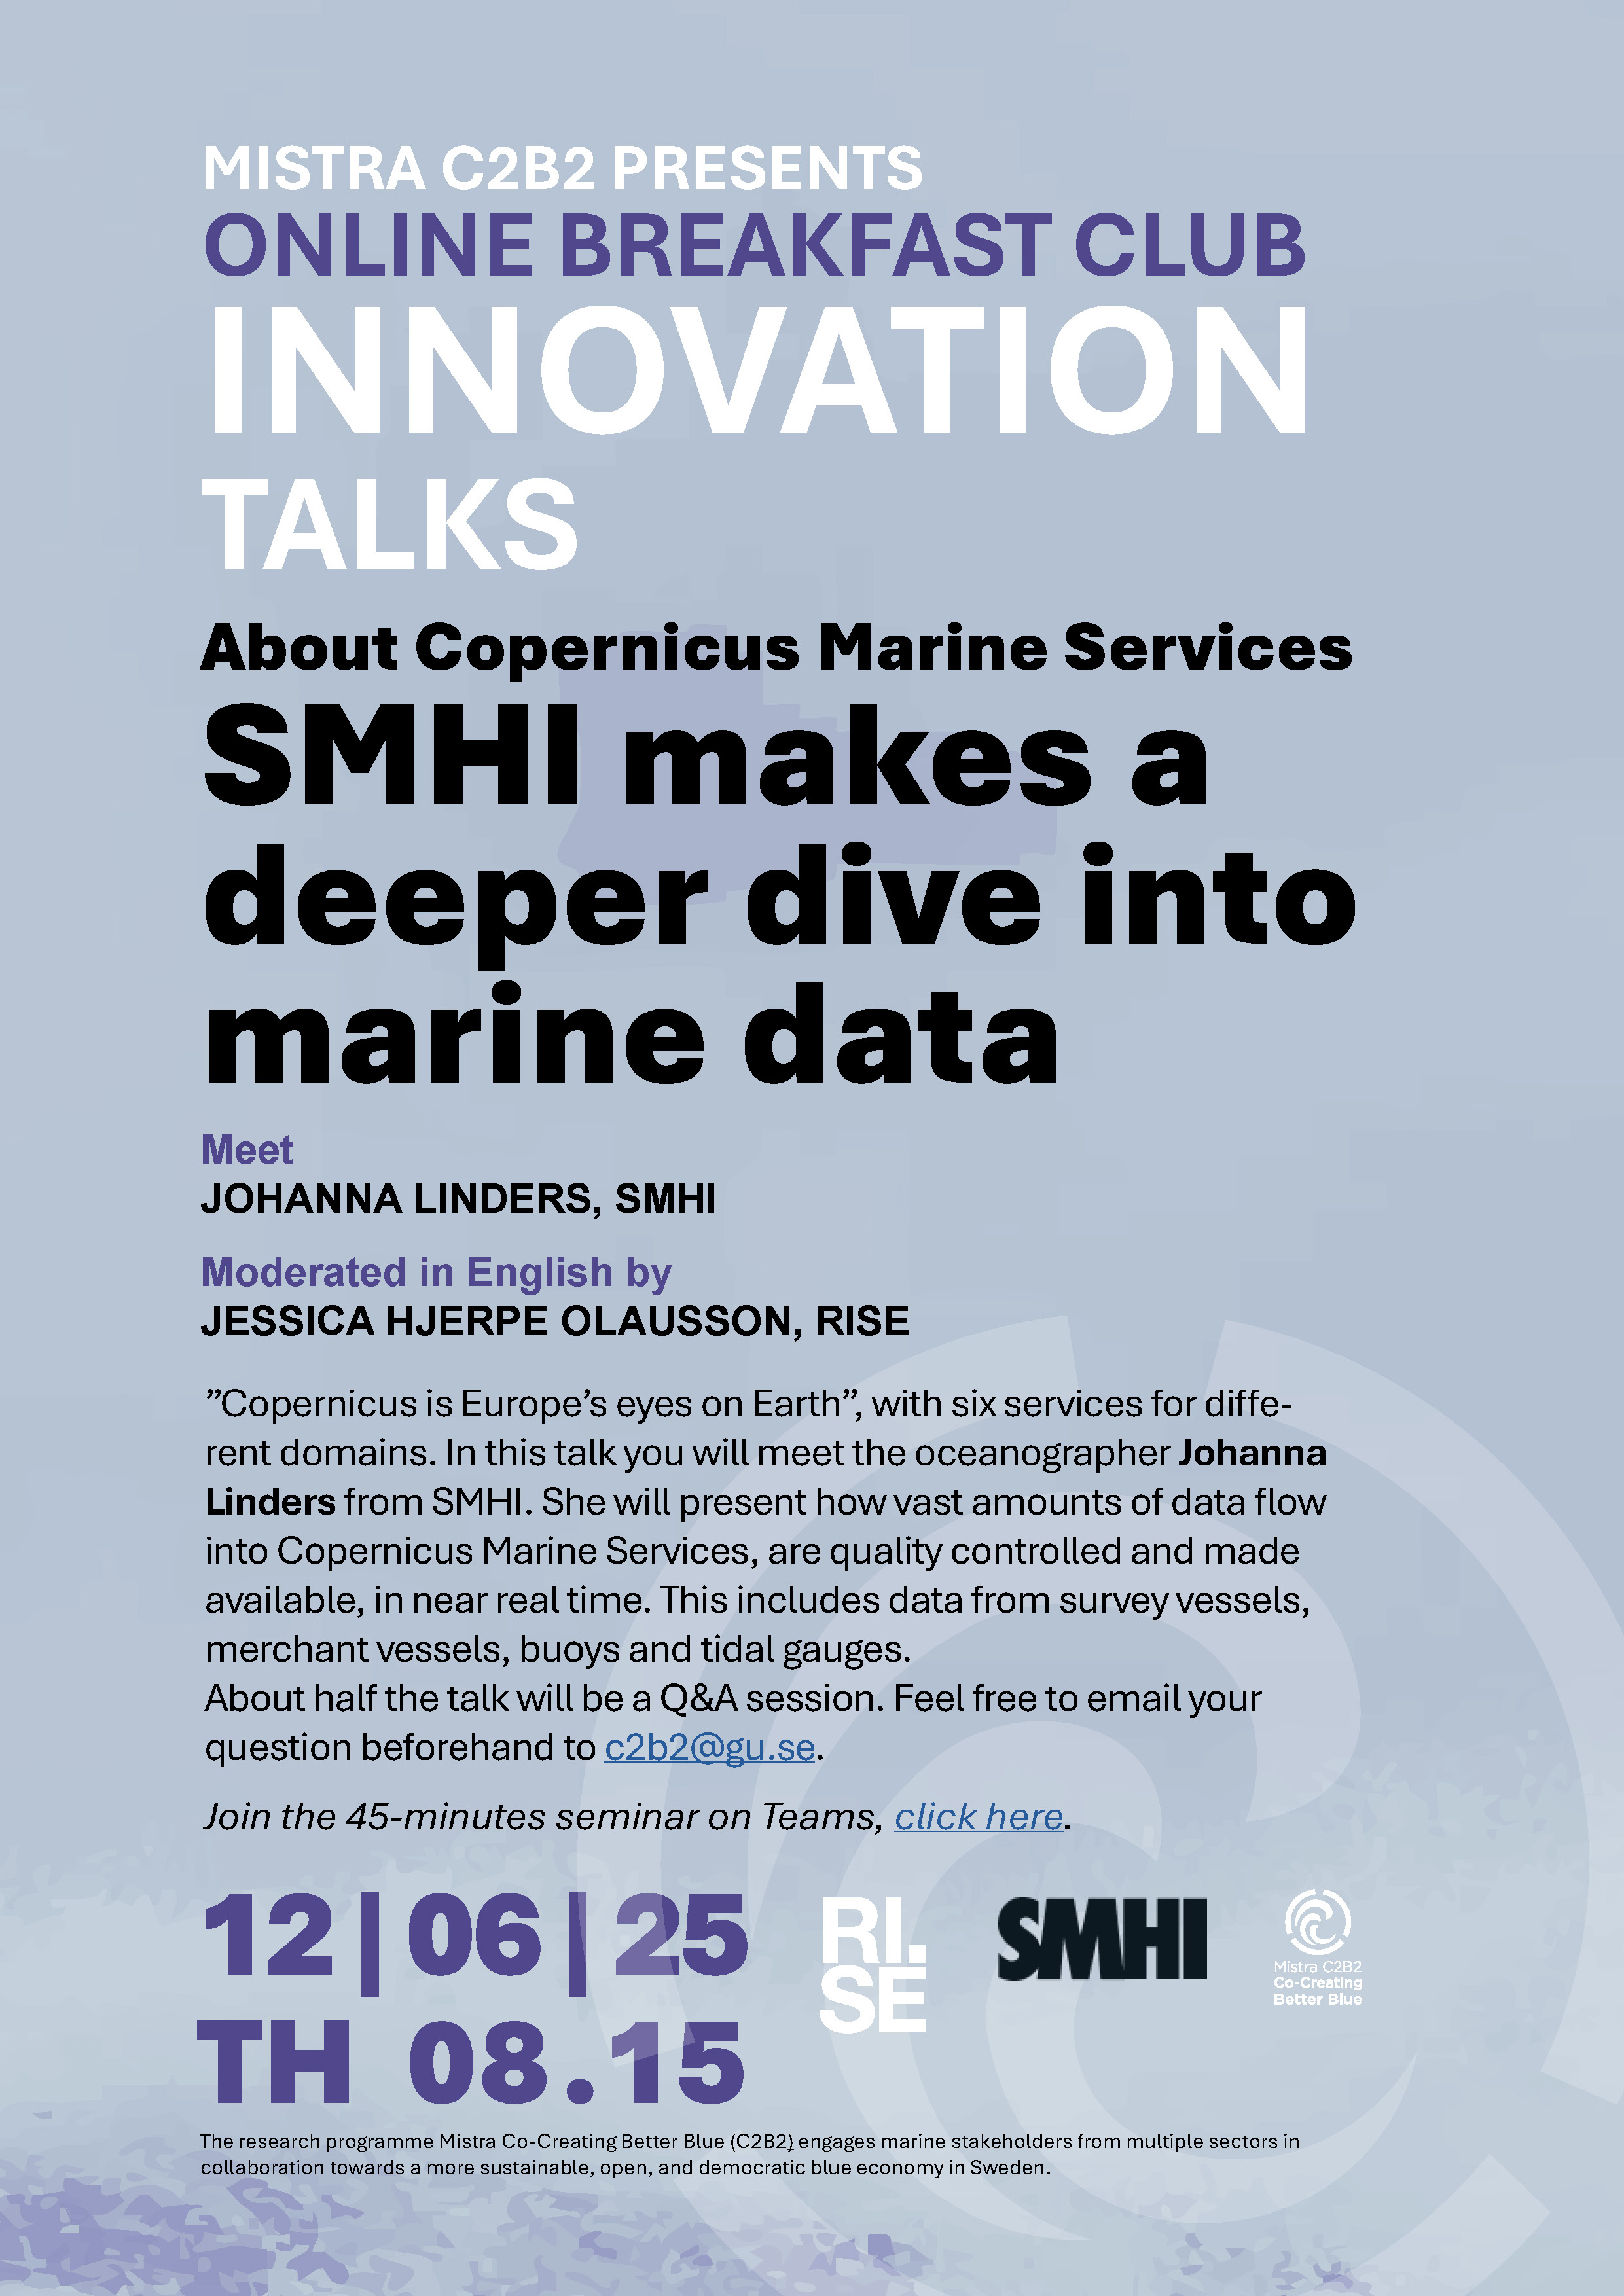 MISTRA C2B2 PRESENTS
ONLINE BREAKFAST CLUB
INNOVATION
TALKS
About Copernicus Marine Services
SMHI makes a
deeper dive into
marine data
Meet
JOHANNA LINDERS, SMHI
Moderated in English by
JESSICA HJERPE OLAUSSON, RISE
”Copernicus is Europe’s eyes on Earth”, with six services for diffe-
rent domains. In this talk you will meet the oceanographer Johanna
Linders from SMHI. She will present how vast amounts of data flow
into Copernicus Marine Services, are quality controlled and made
available, in near real time. This includes data from survey vessels,
merchant vessels, buoys and tidal gauges.
About half the talk will be a Q&A session. Feel free to email your
question beforehand to c2b2@gu.se.
Join the 45-minutes seminar on Teams, click here.
12 | 06 | 25
TH 08.15
RI.
SE
SMHI
Mistra C2B2
Co-Creating
Better Blue
The research programme Mistra Co-Creating Better Blue (C2B2) engages marine stakeholders from multiple sectors in
collaboration towards a more sustainable, open, and democratic blue economy in Sweden.